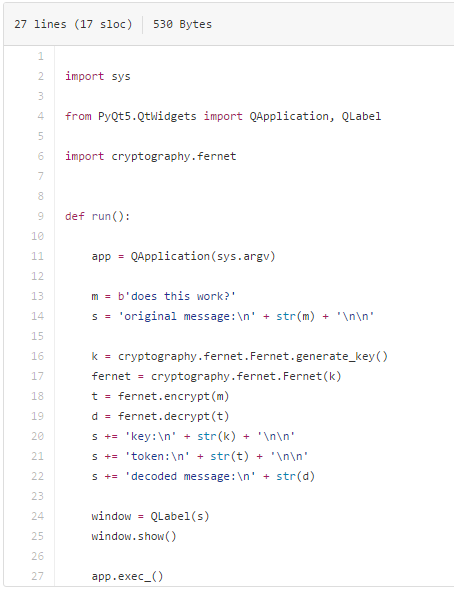 27 lines (17 sloc) 530 Bytes
1
2 import sys
3
4 from PyQt5.QtWidgets import QApplication, QLabel
5
6 import cryptography.fernet
7
8
9 def run():
10
11     app = QApplication(sys.argv)
12
13     m = b'does this work?'
14     s = 'original message:\n' + str(m) + '\n\n'
15
16     k = cryptography.fernet.Fernet.generate_key()
17     fernet = cryptography.fernet.Fernet(k)
18     t = fernet.encrypt(m)
19     d = fernet.decrypt(t)
20     s += 'key:\n' + str(k) + '\n\n'
21     s += 'token:\n' + str(t) + '\n\n'
22     s += 'decoded message:\n' + str(d)
23
24     window = QLabel(s)
25     window.show()
26
27     app.exec_()